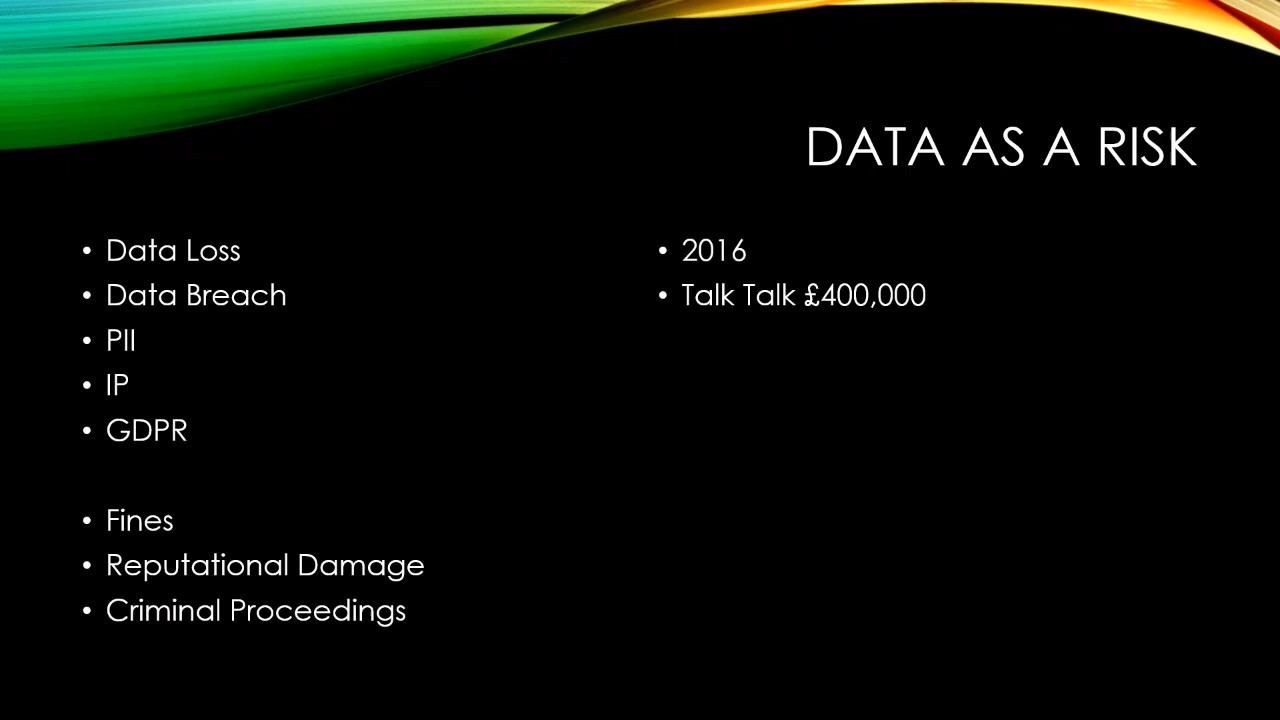 DATA AS A RISK
• Data Loss
• Data Breach
• PII
• IP
• GDPR
• Fines
• Reputational Damage
• Criminal Proceedings
• 2016
• Talk Talk £400,000